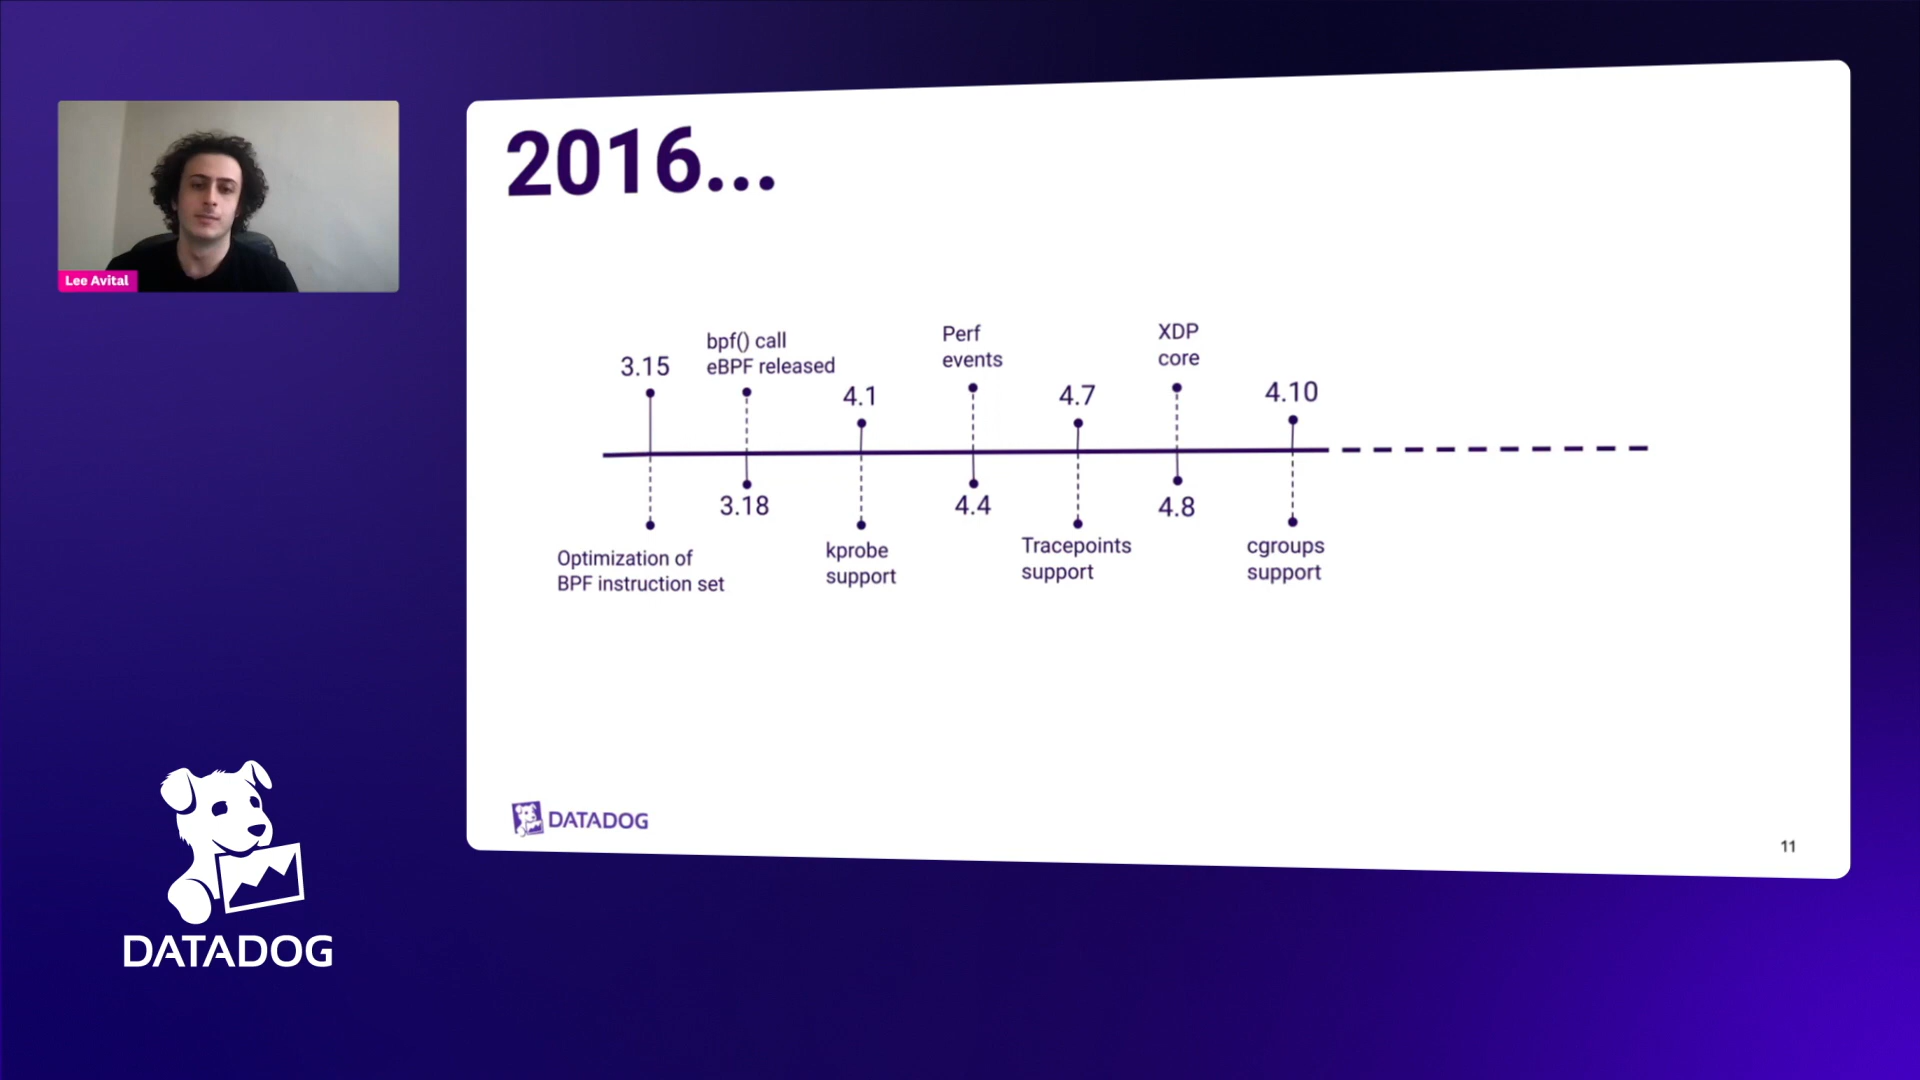 Lee Avital
DATADOG
2016...
3.15
bpf() call
eBPF released
4.1
Perf
events
4.7
XDP
core
4.10
Optimization of
BPF instruction set
3.18
kprobe
support
4.4
Tracepoints
support
4.8
cgroups
support
DATADOG
11